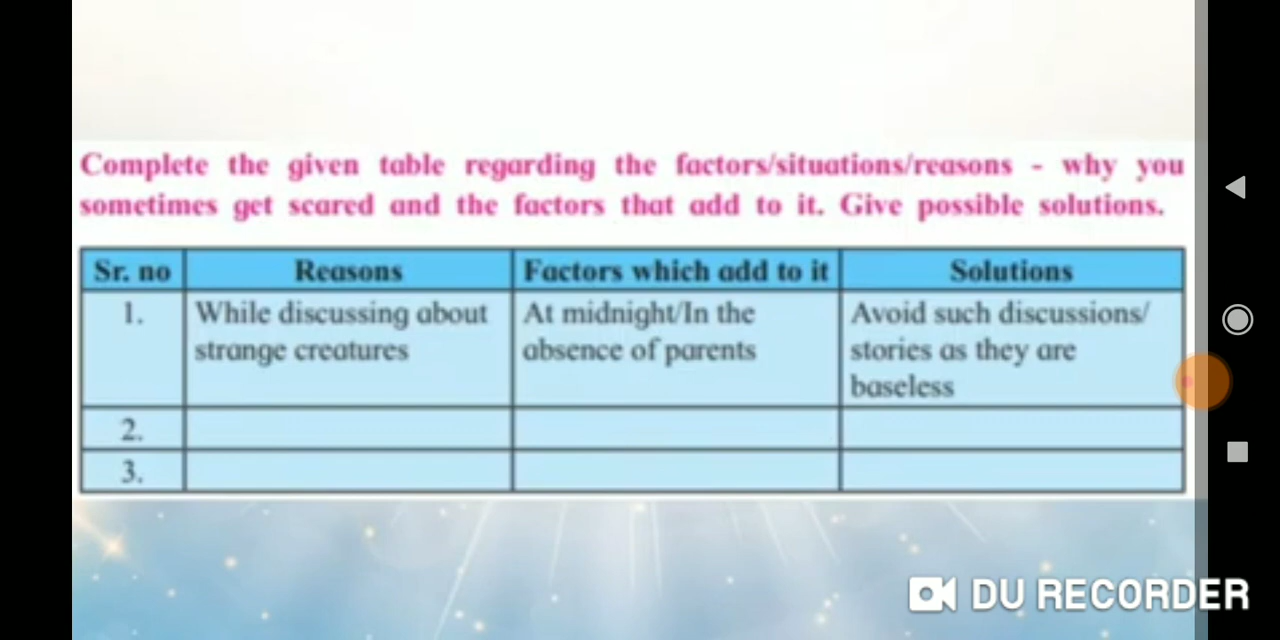 Complete the given table regarding the factors/situations/reasons - why you
sometimes get scared and the factors that add to it. Give possible solutions.
Sr. no Reasons Factors which add to it Solutions
1. While discussing about At midnight/In the Avoid such discussions/
strange creatures absence of parents stories as they are
baseless
2.
3.
DU RECORDER